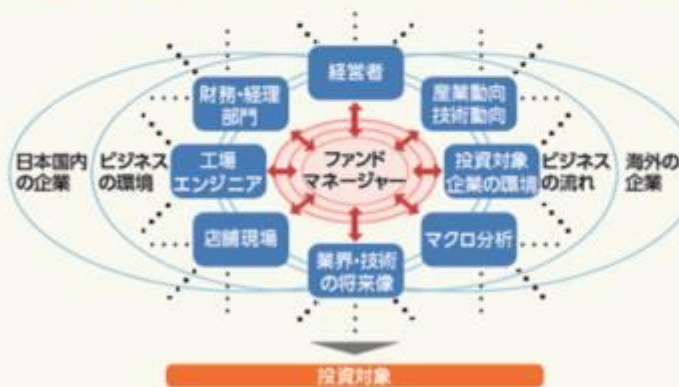 経営者
財務・経理
部門
産業動向
技術動向
日本国内
の企業
ビジネス
の環境
工場
エンジニア
ファンド
マネージャー
投資対象
企業の環境
ビジネス
の流れ
海外の
企業
店舗現場
業界・技術
の将来像
マクロ分析
投資対象